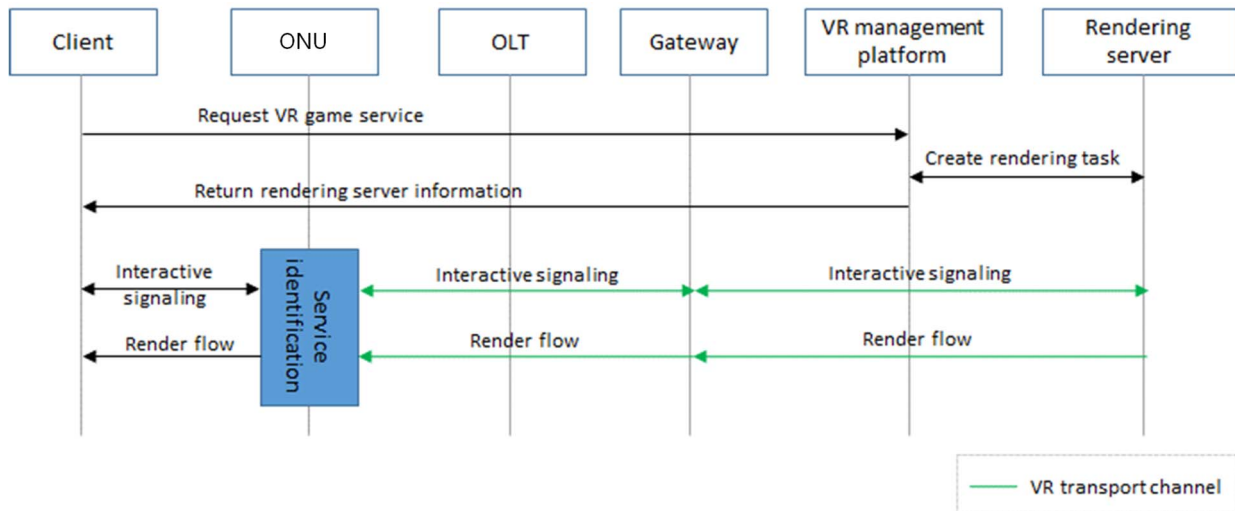 Client
ONU
OLT
Gateway
VR management
platform
Rendering
server
Request VR game service
Create rendering task
Return rendering server information
Interactive
signaling
Service
identification
Interactive signaling
Interactive signaling
Render flow
Render flow
Render flow
VR transport channel